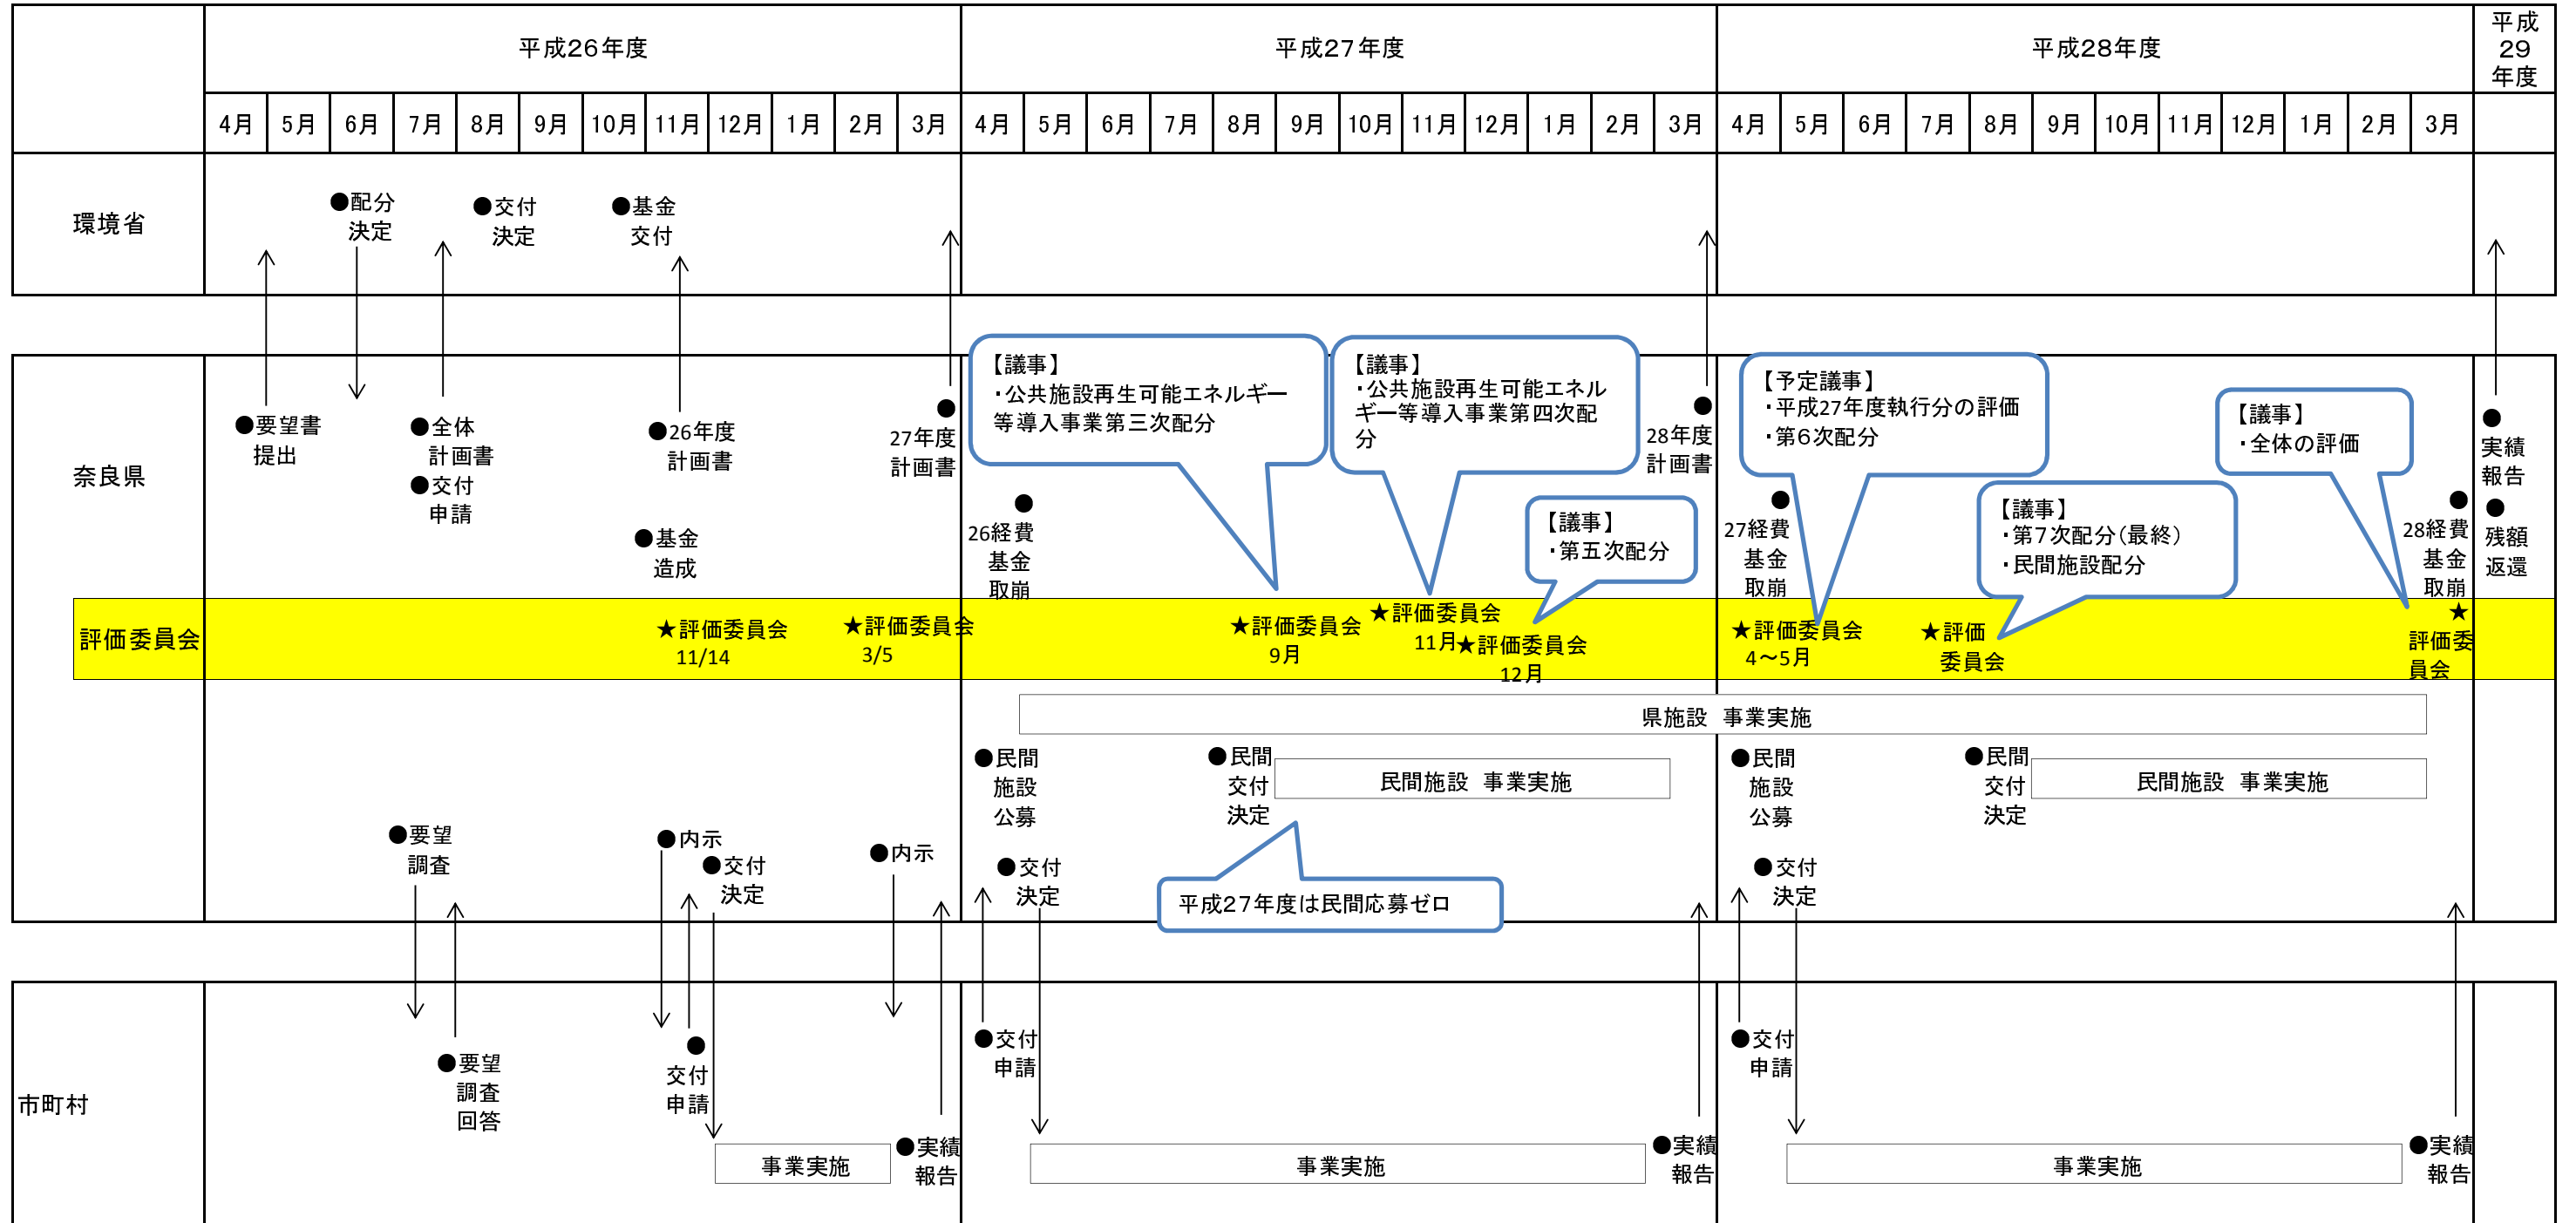 平成26年度
平成27年度
平成28年度
平成
29
年度
4月 5月 6月 7月 8月 9月 10月 11月 12月 1月 2月 3月 4月 5月 6月 7月 8月 9月 10月 11月 12月 1月 2月 3月 4月 5月 6月 7月 8月 9月 10月 11月 12月 1月 2月 3月
環境省
●配分
決定
●交付
決定
●基金
交付
奈良県
●要望書
提出
●全体
計画書
●交付
申請
●26年度
計画書
●基金
造成
●
27年度
計画書
【議事】
・公共施設再生可能エネルギー
等導入事業第三次配分
【議事】
・公共施設再生可能エネル
ギー等導入事業第四次配
分
【議事】
・第五次配分
●
26経費
基金
取崩
●
28年度
計画書
【予定議事】
・平成27年度執行分の評価
・第6次配分
【議事】
・第7次配分(最終)
・民間施設配分
【議事】
・全体の評価
●
27経費
基金
取崩
●
28経費
基金
取崩
●
実績
報告
●
残額
返還
評価委員会
★評価委員会
11/14
★評価委員会
3/5
★評価委員会
9月
★評価委員会
11月
★評価委員会
12月
★評価委員会
4～5月
★評価
委員会
★
評価委
員会
県施設 事業実施
●民間
施設
公募
●民間
交付
決定
民間施設 事業実施
●民間
施設
公募
●民間
交付
決定
民間施設 事業実施
●要望
調査
●内示
●交付
決定
●内示
●交付
決定
平成27年度は民間応募ゼロ
●交付
決定
市町村
●要望
調査
回答
●
交付
申請
事業実施
●実績
報告
●交付
申請
事業実施
●実績
報告
●交付
申請
事業実施
●実績
報告